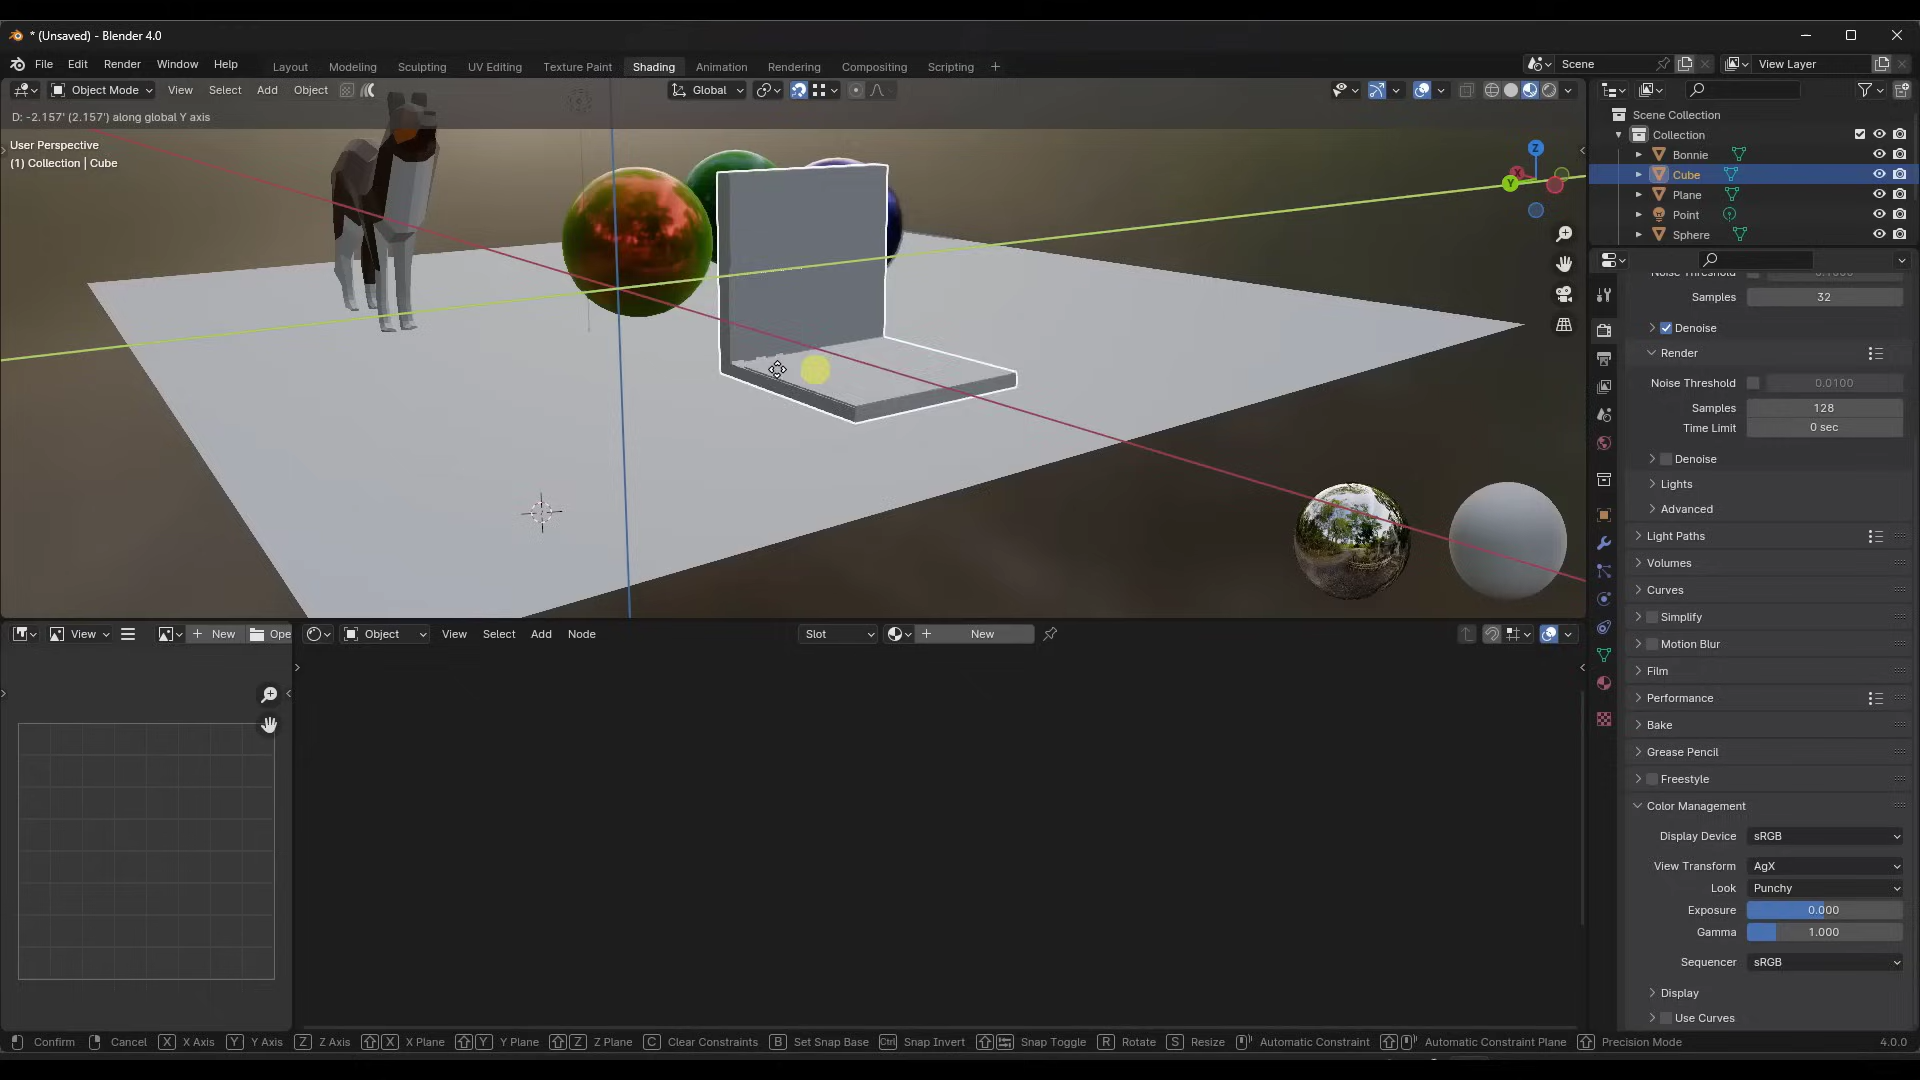 * (Unsaved) - Blender 4.0
File Edit Render Window Help
Layout Modeling Sculpting UV Editing Texture Paint Shading Animation Rendering Compositing Scripting
Scene View Layer
Object Mode View Select Add Object Global
D: -2.157' (2.157') along global Y axis
User Perspective
(1) Collection | Cube
Z
X
Y
Scene Collection
Collection
Bonnie
Cube
Plane
Point
Sphere
Samples 32
Denoise
Render
Noise Threshold 0.0100
Samples 128
Time Limit 0 sec
Denoise
Lights
Advanced
Light Paths
Volumes
Curves
Simplify
Motion Blur
Film
Performance
Bake
Grease Pencil
Freestyle
Color Management
Display Device sRGB
View Transform AgX
Look Punchy
Exposure 0.000
Gamma 1.000
Sequencer sRGB
Display
Use Curves
View New Ope
Object View Select Add Node Slot New
Confirm Cancel X X Axis Y Y Axis Z Z Axis X X Plane Y Y Plane Z Z Plane C Clear Constraints B Set Snap Base Ctrl Snap Invert Snap Toggle R Rotate S Resize Automatic Constraint Automatic Constraint Plane Precision Mode 4.0.0